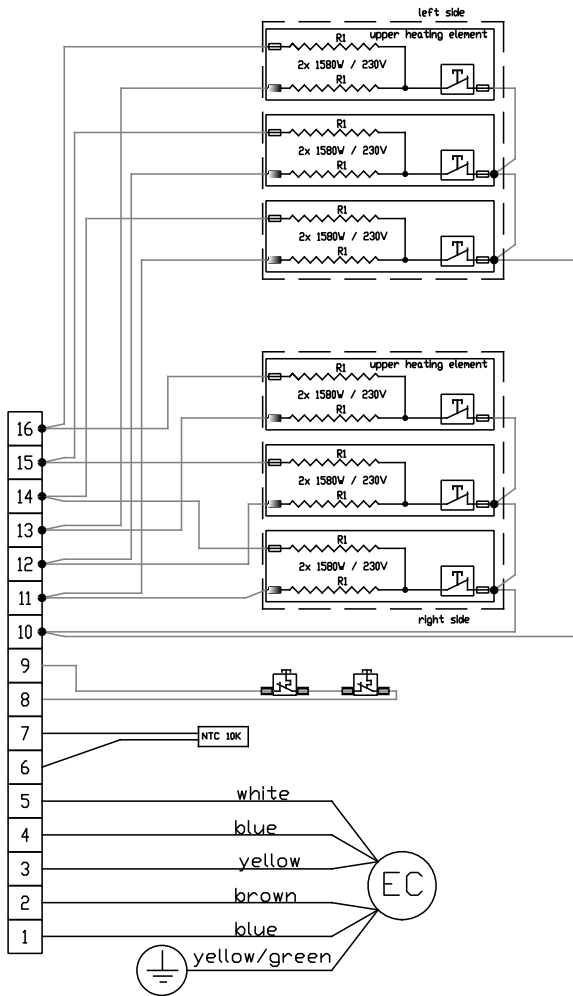 left side
upper heating element
R1
2x 1580W / 230V
R1
R1
2x 1580W / 230V
R1
R1
2x 1580W / 230V
R1
upper heating element
R1
2x 1580W / 230V
R1
R1
2x 1580W / 230V
R1
R1
2x 1580W / 230V
R1
right side
16
15
14
13
12
11
10
9
8
7
NTC 10K
6
5
white
4
blue
3
yellow
EC
2
brown
1
blue
yellow/green